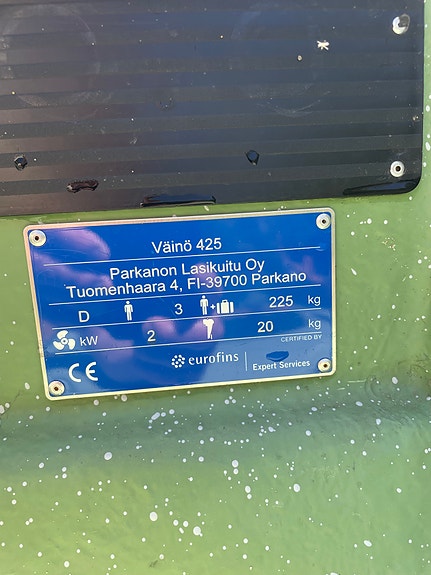 Väinö 425
Parkanon Lasikuitu Oy
Tuomenhaara 4, FI-39700 Parkano
D 3 + 225 kg
kW 2 20 kg
CERTIFIED BY
CE eurofins Expert Services